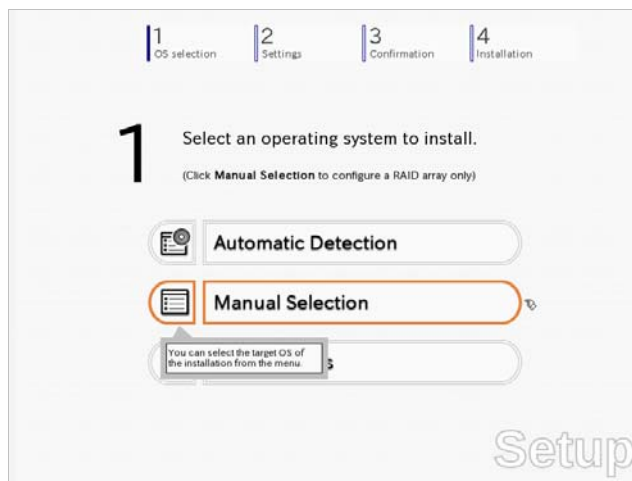 1
OS selection
2
Settings
3
Confirmation
4
Installation
1
Select an operating system to install.
(Click Manual Selection to configure a RAID array only)
Automatic Detection
Manual Selection
You can select the target OS of
the installation from the menu.
Setup